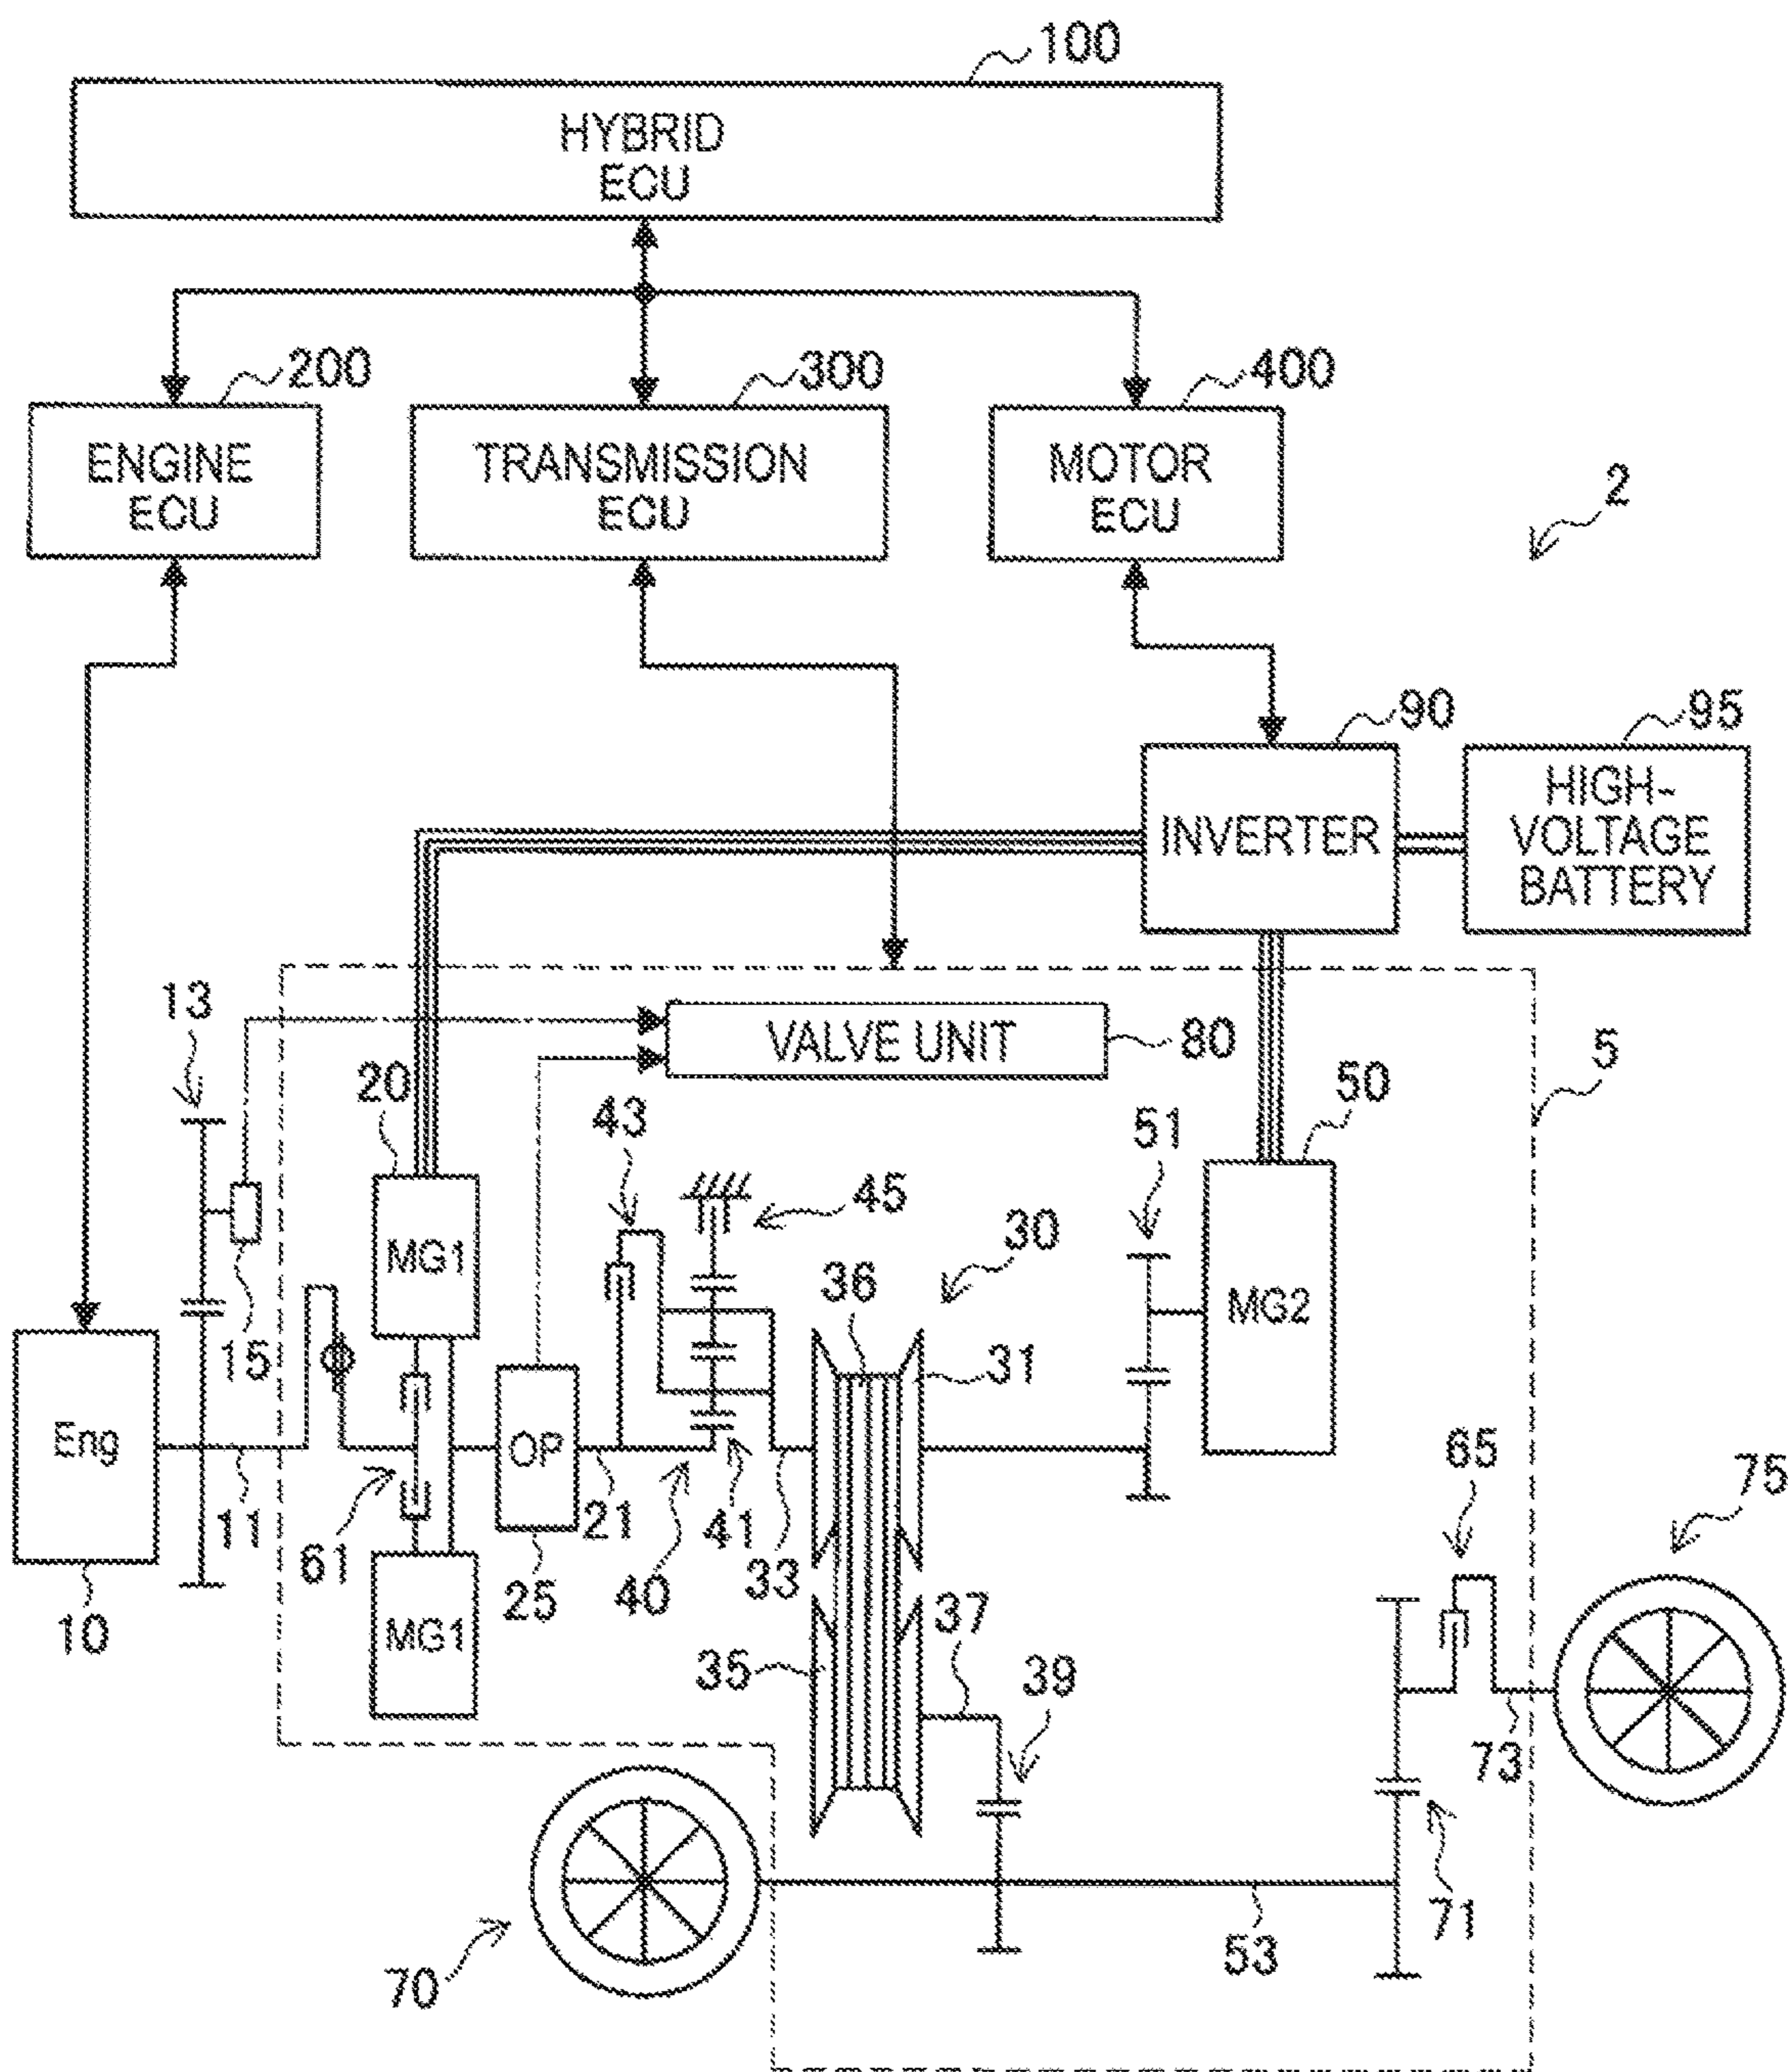 100
HYBRID
ECU
200
300
400
ENGINE
ECU
TRANSMISSION
ECU
MOTOR
ECU
2
90
95
INVERTER
HIGH-
VOLTAGE
BATTERY
13
VALVE UNIT
80
5
20
43
50
51
45
30
MG1
36
MG2
15
31
Eng
OP
65
75
11
61
21
41
33
10
25
40
37
MG1
35
39
73
71
53
70